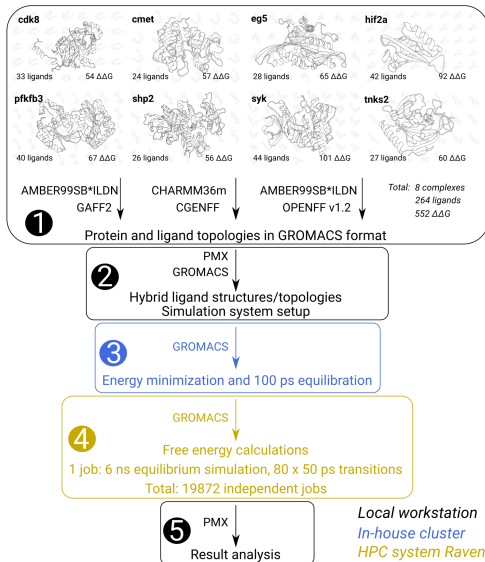 cdk8 cmet eg5 hif2a
33 ligands 54 ΔΔG 24 ligands 57 ΔΔG 28 ligands 65 ΔΔG 42 ligands 92 ΔΔG
pfkfb3 shp2 syk tnks2
40 ligands 67 ΔΔG 26 ligands 56 ΔΔG 44 ligands 101 ΔΔG 27 ligands 60 ΔΔG
AMBER99SB*ILDN CHARMM36m AMBER99SB*ILDN Total: 8 complexes
GAFF2 CGENFF OPENFF v1.2 264 ligands
552 ΔΔG
1 Protein and ligand topologies in GROMACS format
PMX
2 GROMACS
Hybrid ligand structures/topologies
Simulation system setup
3 GROMACS
Energy minimization and 100 ps equilibration
GROMACS
4
Free energy calculations
1 job: 6 ns equilibrium simulation, 80 x 50 ps transitions
Total: 19872 independent jobs
5 PMX
Result analysis
Local workstation
In-house cluster
HPC system Raven